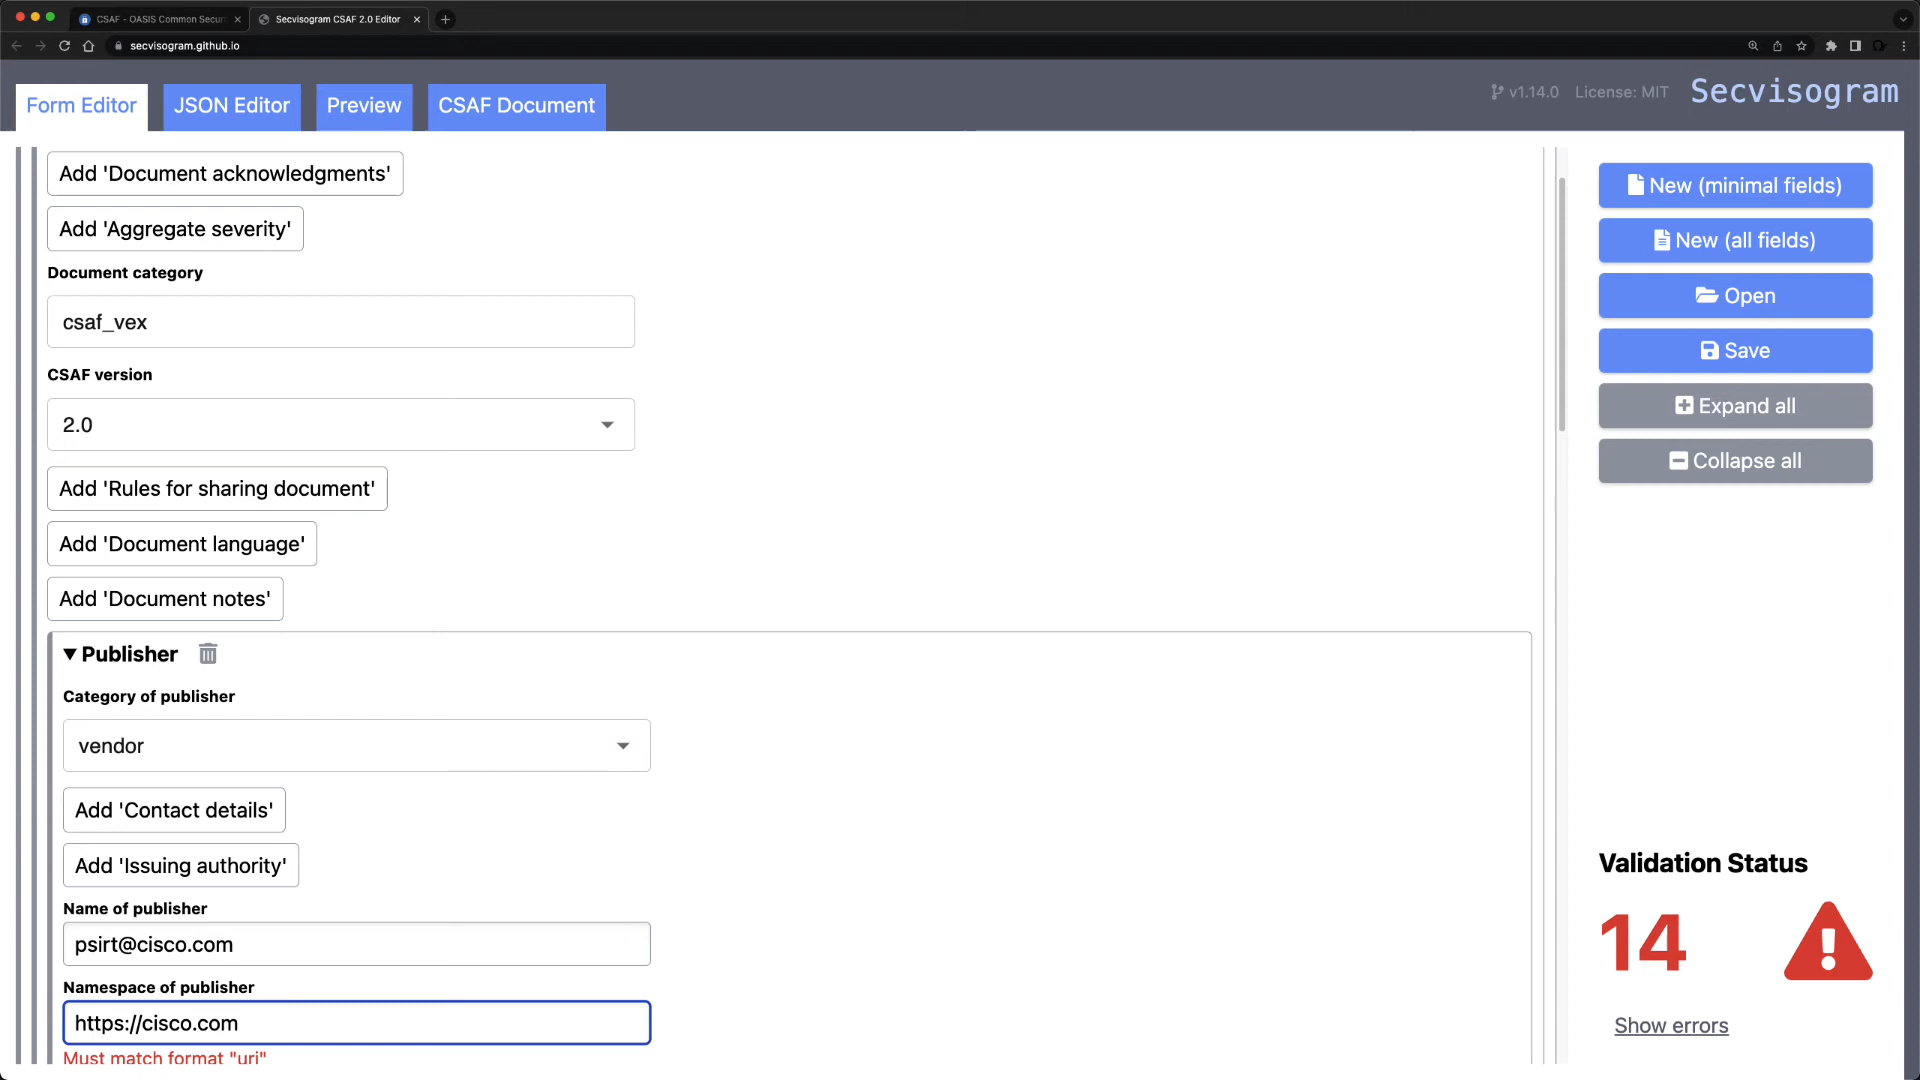 CSAF - OASIS Common Secur
Secvisogram CSAF 2.0 Editor
secvisogram.github.io
Form Editor
JSON Editor
Preview
CSAF Document
v1.14.0
License: MIT
Secvisogram
Add 'Document acknowledgments'
Add 'Aggregate severity'
Document category
csaf_vex
CSAF version
2.0
Add 'Rules for sharing document'
Add 'Document language'
Add 'Document notes'
Publisher
Category of publisher
vendor
Add 'Contact details'
Add 'Issuing authority'
Name of publisher
psirt@cisco.com
Namespace of publisher
https://cisco.com
Must match format "uri"
New (minimal fields)
New (all fields)
Open
Save
Expand all
Collapse all
Validation Status
14
Show errors